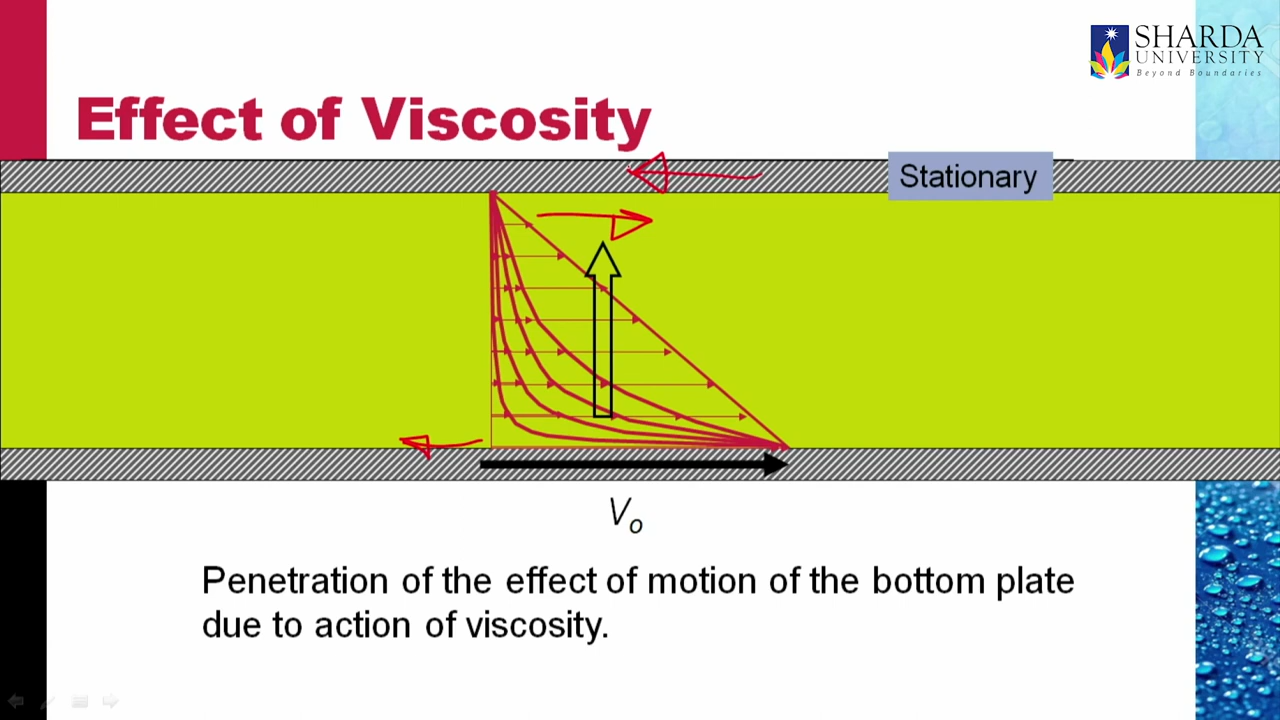 SHARDA
UNIVERSITY
Beyond Boundaries
Effect of Viscosity
Stationary
Vo
Penetration of the effect of motion of the bottom plate
due to action of viscosity.